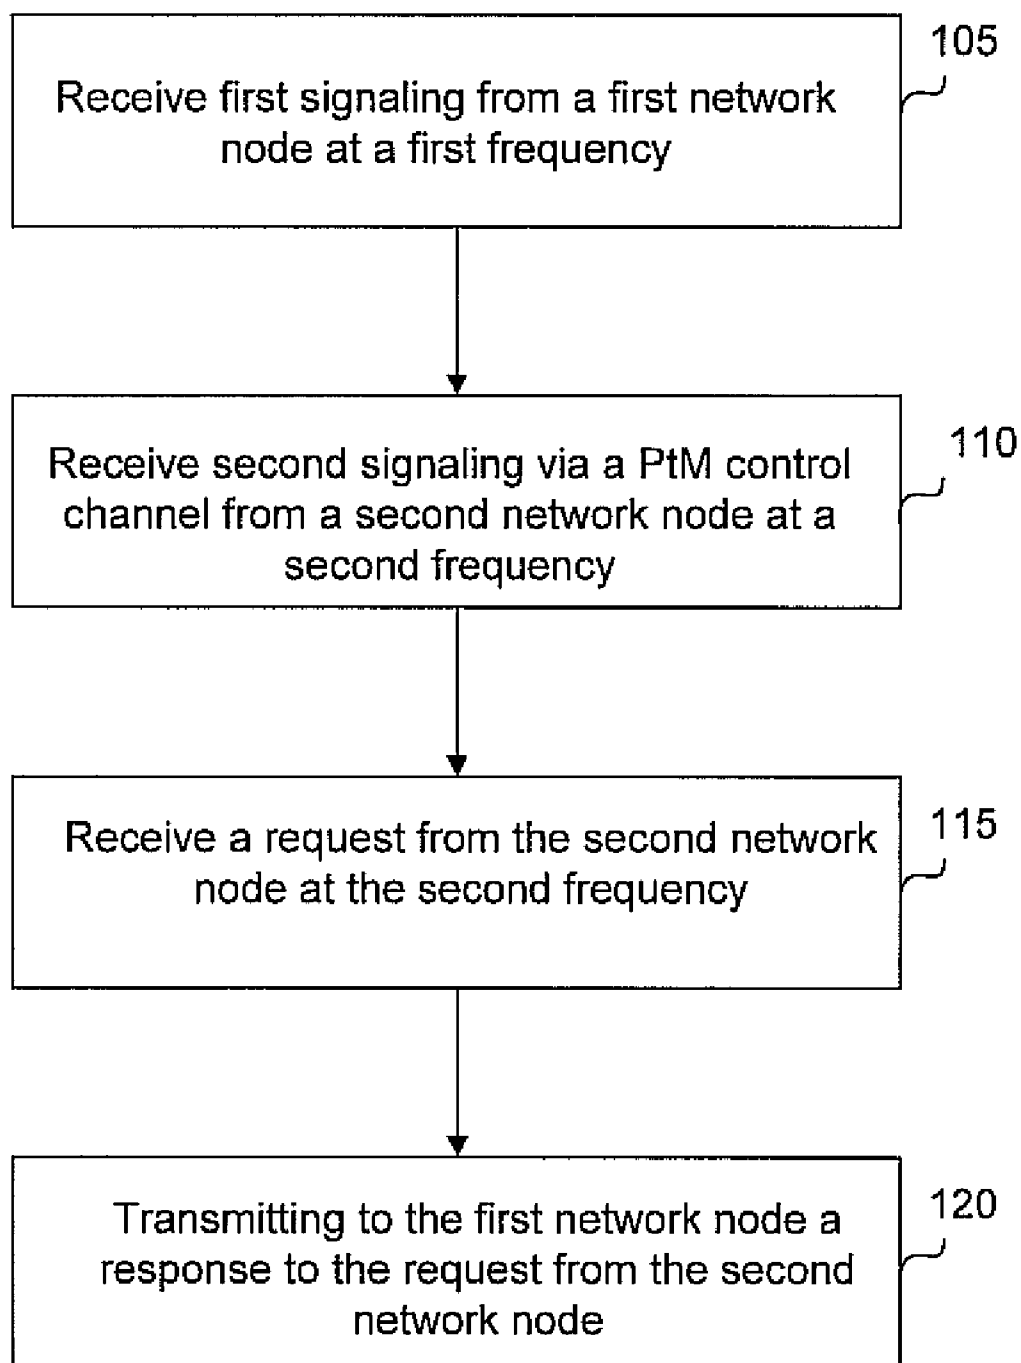 105
Receive first signaling from a first network
node at a first frequency
110
Receive second signaling via a PtM control
channel from a second network node at a
second frequency
115
Receive a request from the second network
node at the second frequency
120
Transmitting to the first network node a
response to the request from the second
network node